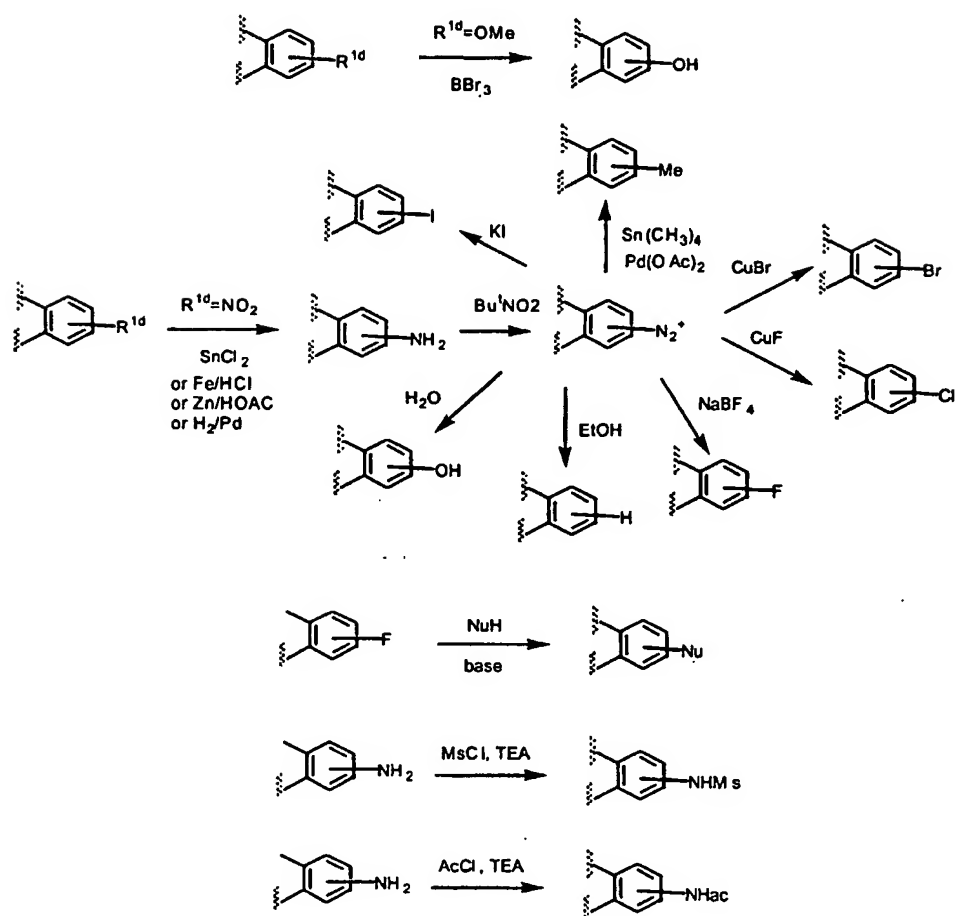 R1d=OMe
R1d
BBr3
OH
Me
I
KI
Sn(CH3)4
Pd(OAc)2
CuBr
Br
R1d=NO2
R1d
SnCl2
or Fe/HCl
or Zn/HOAC
or H2/Pd
NH2
ButNO2
N2+
CuF
Cl
H2O
OH
EtOH
H
NaBF4
F
F
NuH
base
Nu
NH2
MsCl, TEA
NHMs
NH2
AcCl, TEA
NHac